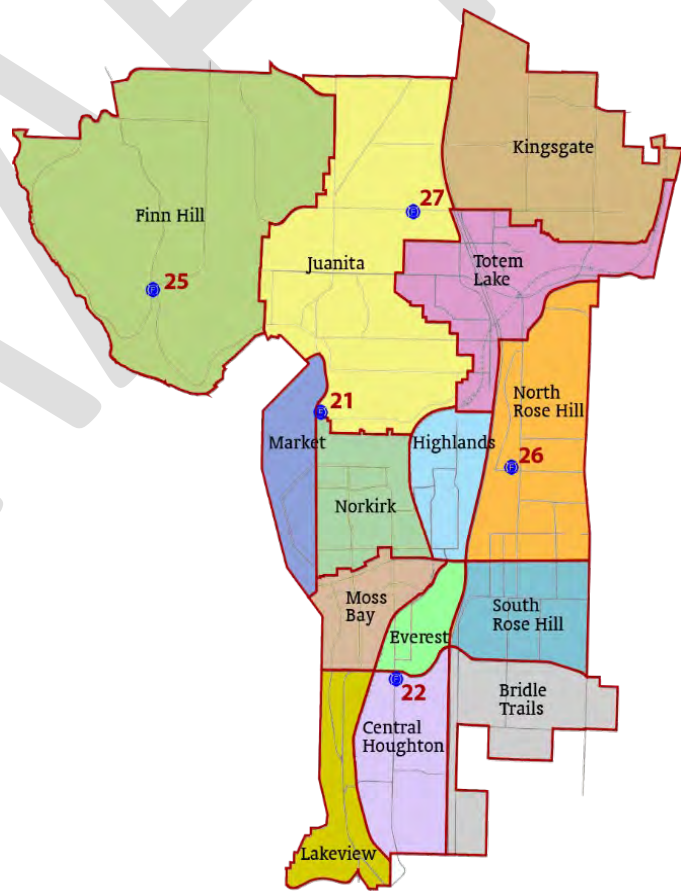 Kingsgate
27
Finn Hill
Juanita
Totem
Lake
25
North
Rose Hill
21
Market
Highlands
26
Norkirk
Moss
Bay
South
Rose Hill
Everest
22
Bridle
Trails
Central
Houghton
Lakeview